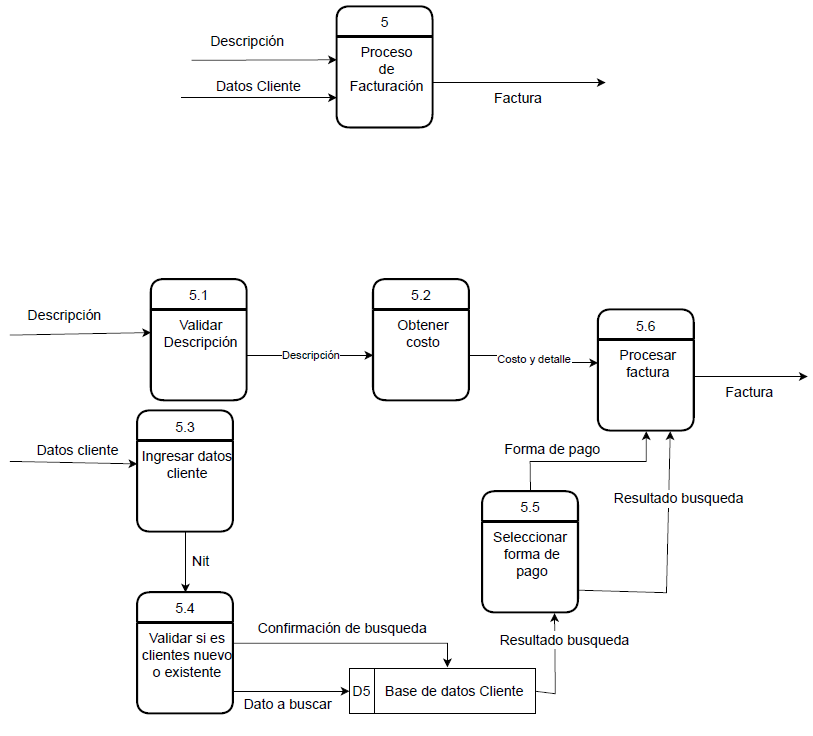 5
Descripción
Proceso
de
Facturación
Datos Cliente
Factura
5.1
5.2
Descripción
Validar
Descripción
Obtener
costo
5.6
Procesar
factura
Descripción
Costo y detalle
Factura
5.3
Datos cliente
Ingresar datos
cliente
Forma de pago
Resultado busqueda
5.5
Seleccionar
forma de
pago
Nit
5.4
Validar si es
clientes nuevo
o existente
Confirmación de busqueda
Resultado busqueda
D5
Base de datos Cliente
Dato a buscar